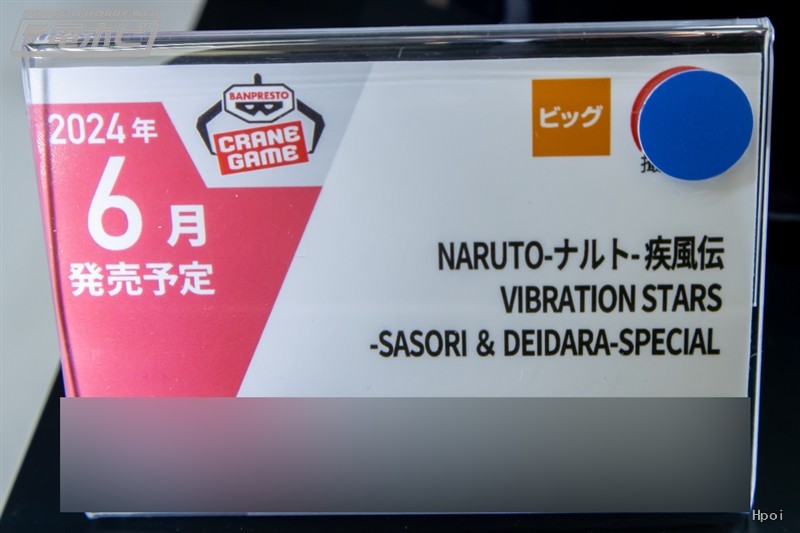 2024年
6月
発売予定
BANPRESTO
CRANE
GAME
ビッグ
NARUTO-ナルト- 疾風伝
VIBRATION STARS
-SASORI & DEIDARA-SPECIAL
Hpoi